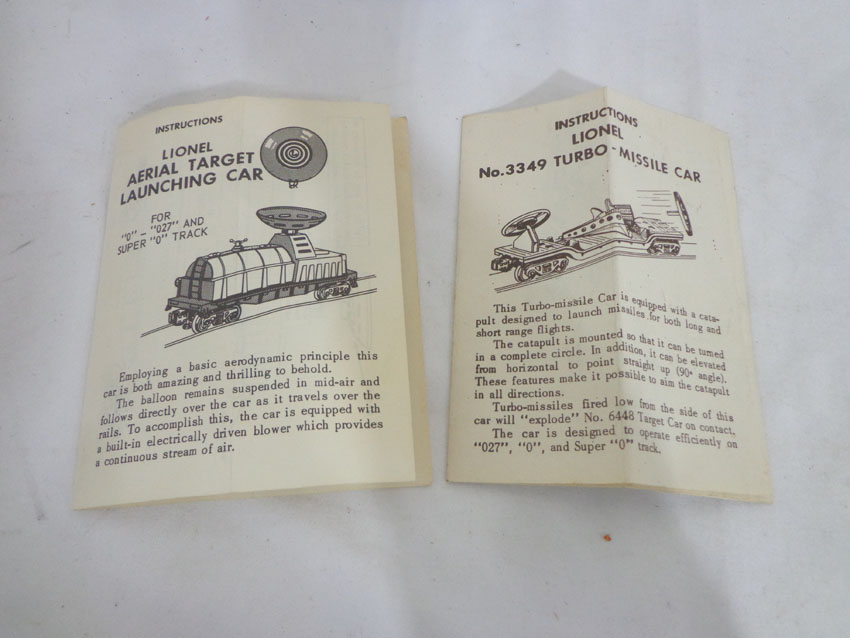 INSTRUCTIONS
LIONEL
AERIAL TARGET
LAUNCHING CAR
FOR
"0" - "027" AND
SUPER "0" TRACK
Employing a basic aerodynamic principle this
car is both amazing and thrilling to behold.
The balloon remains suspended in mid-air and
follows directly over the car as it travels over the
rails. To accomplish this, the car is equipped with
a built-in electrically driven blower which provides
a continuous stream of air.
INSTRUCTIONS
LIONEL
No.3349 TURBO - MISSILE CAR
This Turbo-missile Car is equipped with a cata-
pult designed to launch missiles for both long and
short range flights.
The catapult is mounted so that it can be turned
in a complete circle. In addition, it can be elevated
from horizontal to point straight up (90° angle).
These features make it possible to aim the catapult
in all directions.
Turbo-missiles fired low from the side of this
car will "explode" No. 6448 Target Car on contact.
The car is designed to operate efficiently on
"027", "0", and Super "0" track.